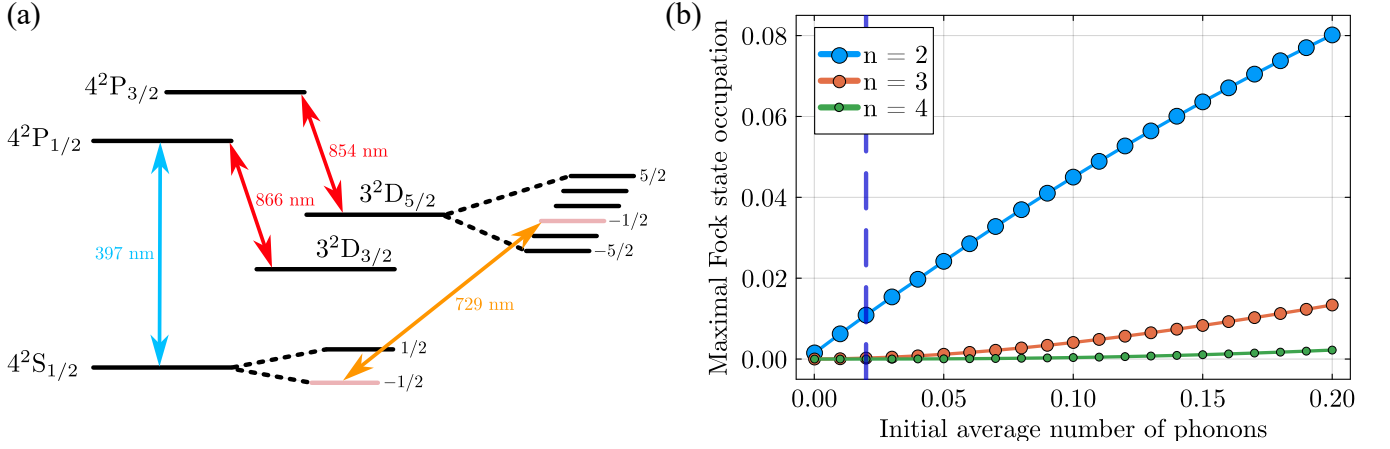 (a)
4²P₃/₂
4²P₁/₂
854 nm
866 nm
3²D₅/₂
5/2
−1/2
−5/2
397 nm
3²D₃/₂
729 nm
4²S₁/₂
1/2
−1/2
(b)
Maximal Fock state occupation
0.08
0.06
0.04
0.02
0.00
n = 2
n = 3
n = 4
0.00 0.05 0.10 0.15 0.20
Initial average number of phonons